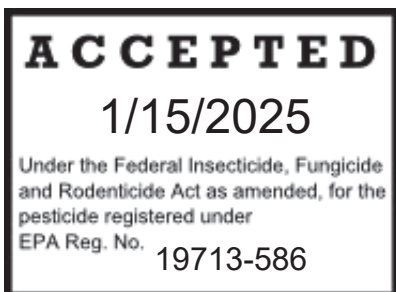 ACCEPTED
1/15/2025
Under the Federal Insecticide, Fungicide
and Rodenticide Act as amended, for the
pesticide registered under
EPA Reg. No. 19713-586